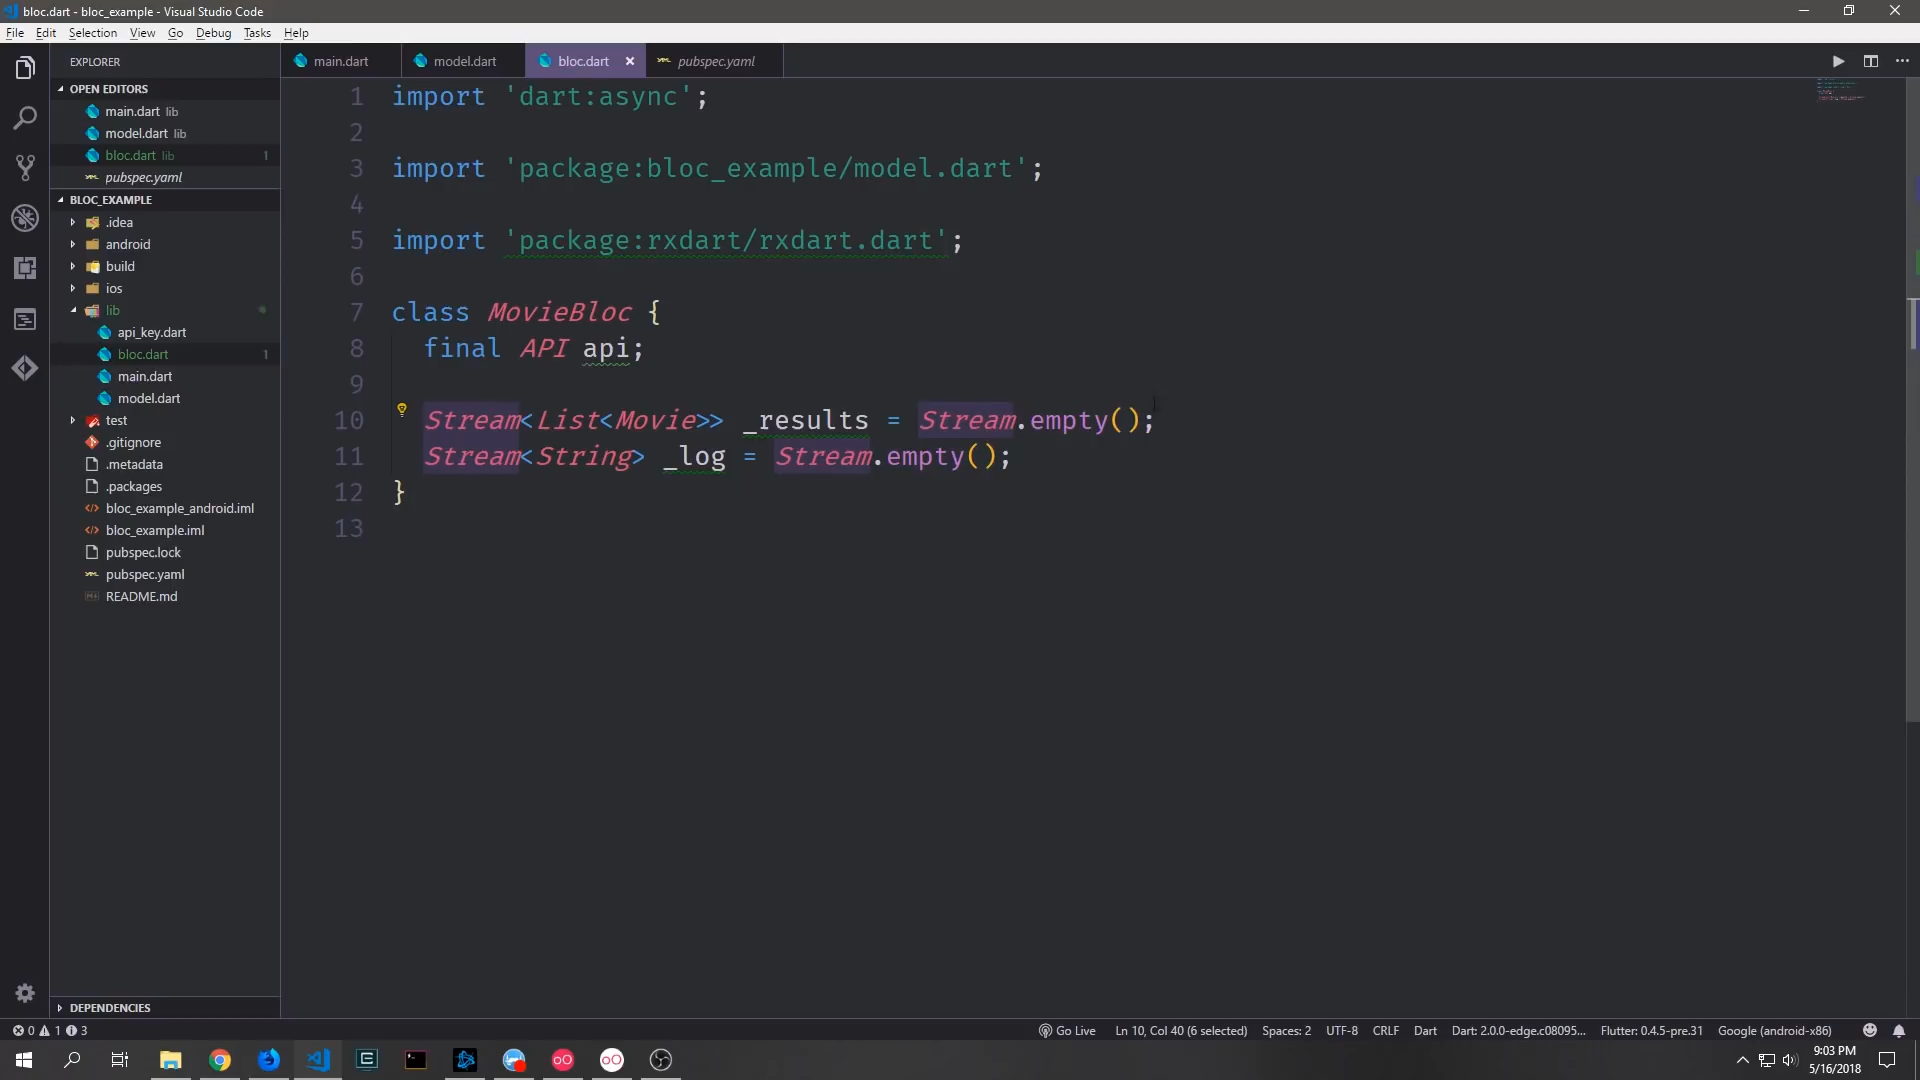 bloc.dart - bloc_example - Visual Studio Code
File Edit Selection View Go Debug Tasks Help
EXPLORER
OPEN EDITORS
main.dart lib
model.dart lib
bloc.dart lib 1
pubspec.yaml
BLOC_EXAMPLE
.idea
android
build
ios
lib
api_key.dart
bloc.dart 1
main.dart
model.dart
test
.gitignore
.metadata
.packages
bloc_example_android.iml
bloc_example.iml
pubspec.lock
pubspec.yaml
README.md
DEPENDENCIES
main.dart model.dart bloc.dart pubspec.yaml
1 import 'dart:async';
2
3 import 'package:bloc_example/model.dart';
4
5 import 'package:rxdart/rxdart.dart';
6
7 class MovieBloc {
8 final API api;
9
10 Stream<List<Movie>> _results = Stream.empty();
11 Stream<String> _log = Stream.empty();
12 }
13
0 1 3 Go Live Ln 10, Col 40 (6 selected) Spaces: 2 UTF-8 CRLF Dart Dart: 2.0.0-edge.c08095... Flutter: 0.4.5-pre.31 Google (android-x86)
9:03 PM
5/16/2018